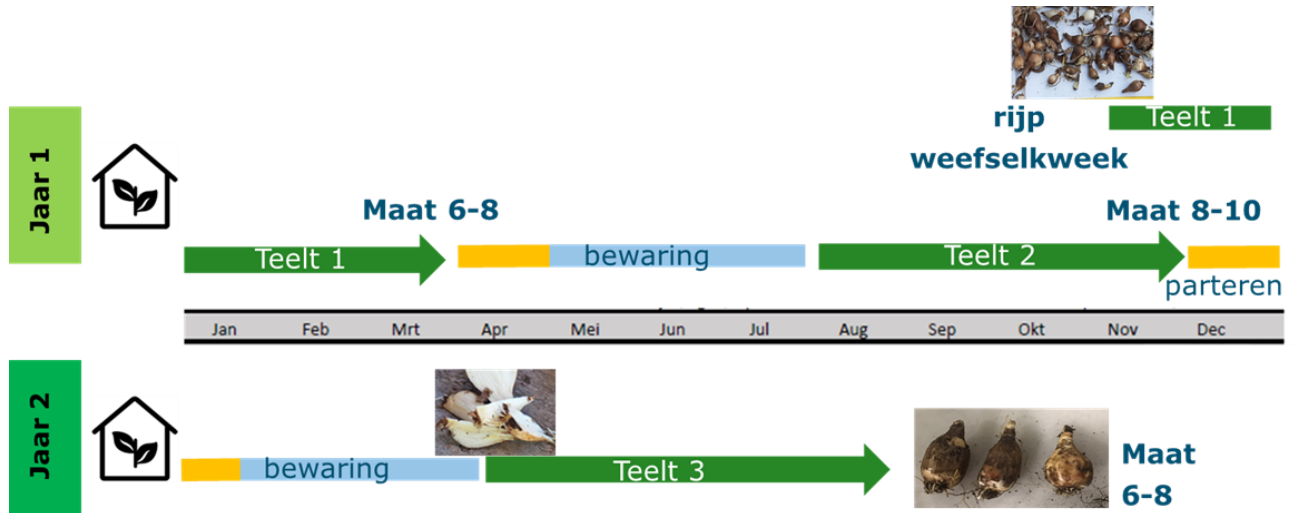 Jaar 1
rijp
weefselkweek
Teelt 1
Maat 6-8
Maat 8-10
Teelt 1
bewaring
Teelt 2
parteren
Jan Feb Mrt Apr Mei Jun Jul Aug Sep Okt Nov Dec
Jaar 2
bewaring
Teelt 3
Maat
6-8